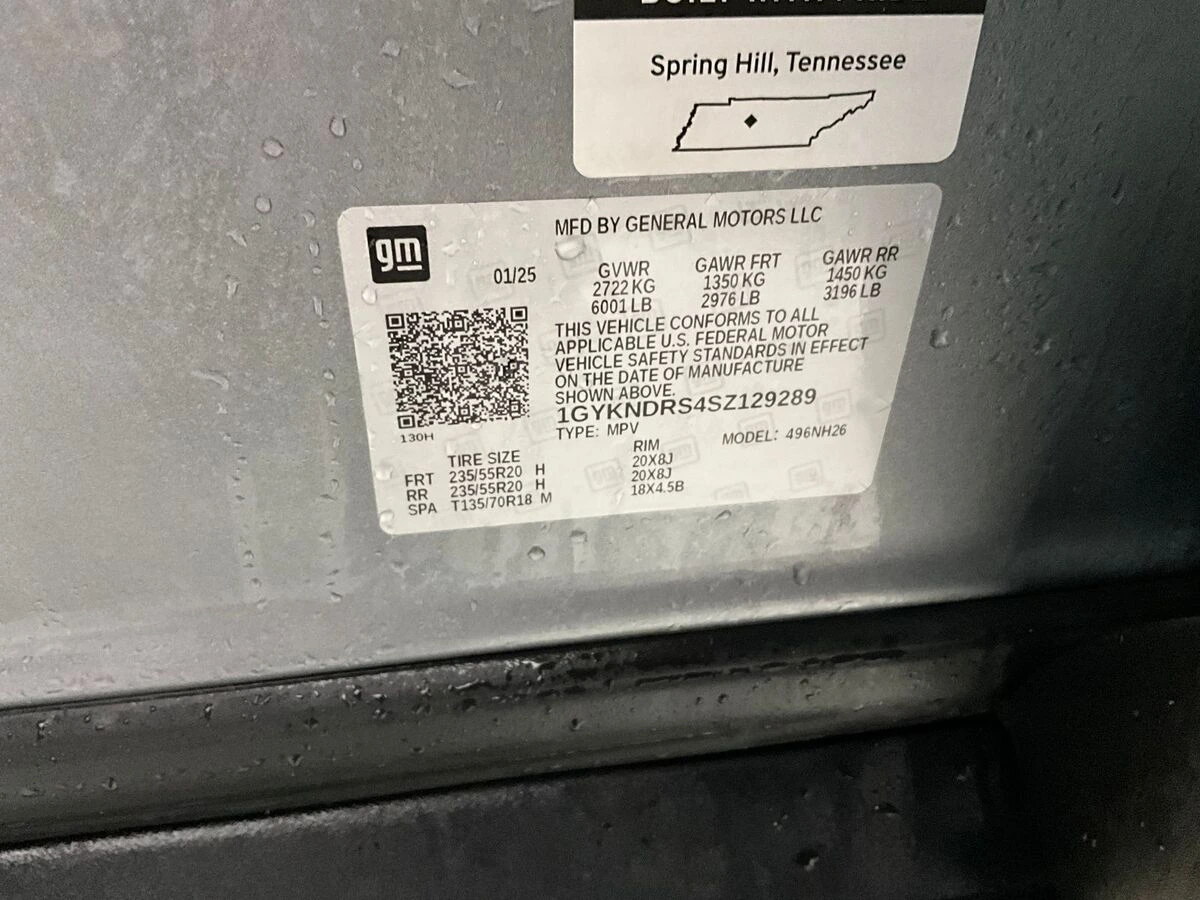 Spring Hill, Tennessee
gm
MFD BY GENERAL MOTORS LLC
01/25
GVWR GAWR FRT GAWR RR
2722 KG 1350 KG 1450 KG
6001 LB 2976 LB 3196 LB
THIS VEHICLE CONFORMS TO ALL
APPLICABLE U.S. FEDERAL MOTOR
VEHICLE SAFETY STANDARDS IN EFFECT
ON THE DATE OF MANUFACTURE
SHOWN ABOVE.
1GYKNDRS4SZ129289
TYPE: MPV MODEL: 496NH26
130H
TIRE SIZE RIM
FRT 235/55R20 H 20X8J
RR 235/55R20 H 20X8J
SPA T135/70R18 M 18X4.5B